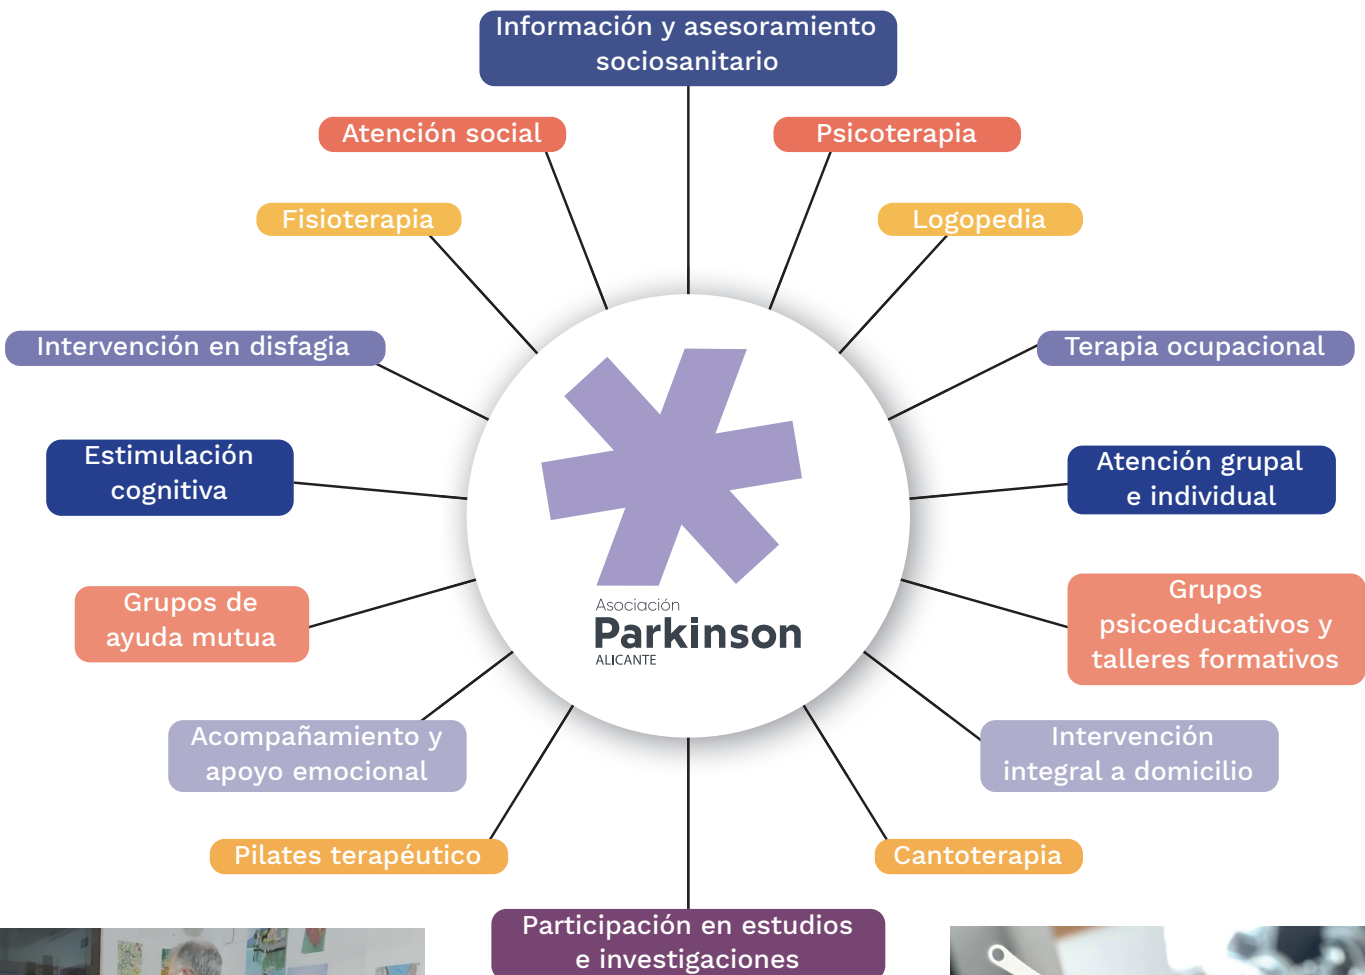 Información y asesoramiento
sociosanitario
Atención social
Psicoterapia
Fisioterapia
Logopedia
Intervención en disfagia
Terapia ocupacional
Estimulación
cognitiva
Atención grupal
e individual
Grupos de
ayuda mutua
Grupos
psicoeducativos y
talleres formativos
Asociación
Parkinson
ALICANTE
Acompañamiento y
apoyo emocional
Intervención
integral a domicilio
Pilates terapéutico
Cantoterapia
Participación en estudios
e investigaciones